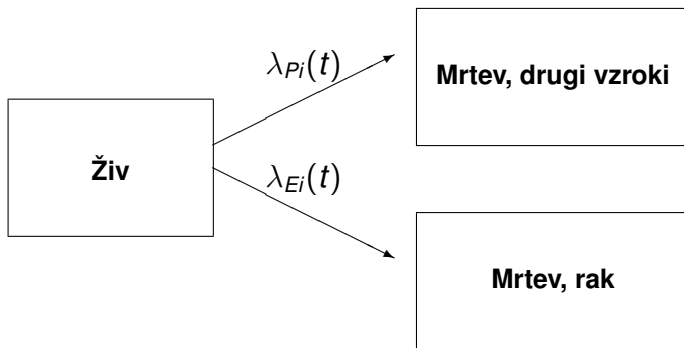 λPi(t)
Mrtev, drugi vzroki
Živ
λEi(t)
Mrtev, rak